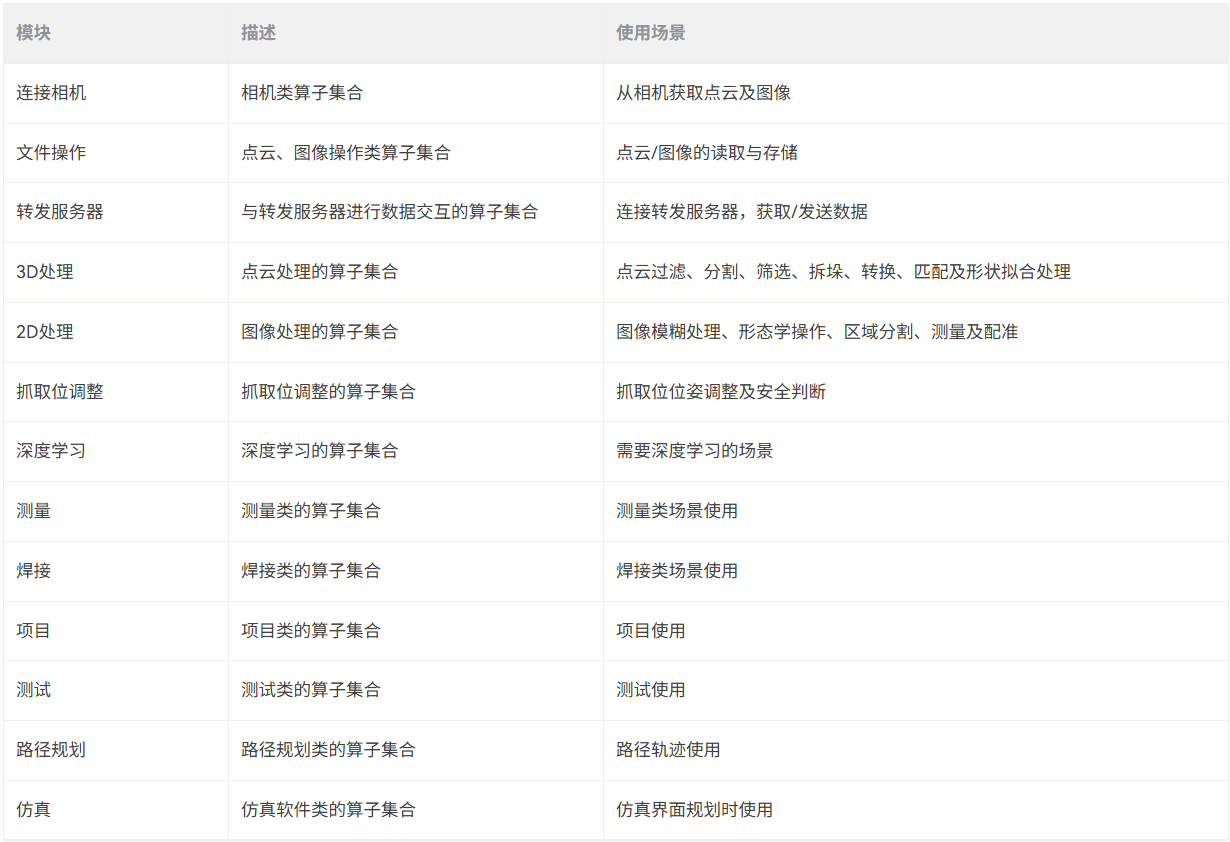 模块 描述 使用场景
连接相机 相机类算子集合 从相机获取点云及图像
文件操作 点云、图像操作类算子集合 点云/图像的读取与存储
转发服务器 与转发服务器进行数据交互的算子集合 连接转发服务器，获取/发送数据
3D处理 点云处理的算子集合 点云过滤、分割、筛选、拆垛、转换、匹配及形状拟合处理
2D处理 图像处理的算子集合 图像模糊处理、形态学操作、区域分割、测量及配准
抓取位调整 抓取位调整的算子集合 抓取位位姿调整及安全判断
深度学习 深度学习的算子集合 需要深度学习的场景
测量 测量类的算子集合 测量类场景使用
焊接 焊接类的算子集合 焊接类场景使用
项目 项目类的算子集合 项目使用
测试 测试类的算子集合 测试使用
路径规划 路径规划类的算子集合 路径轨迹使用
仿真 仿真软件类的算子集合 仿真界面规划时使用